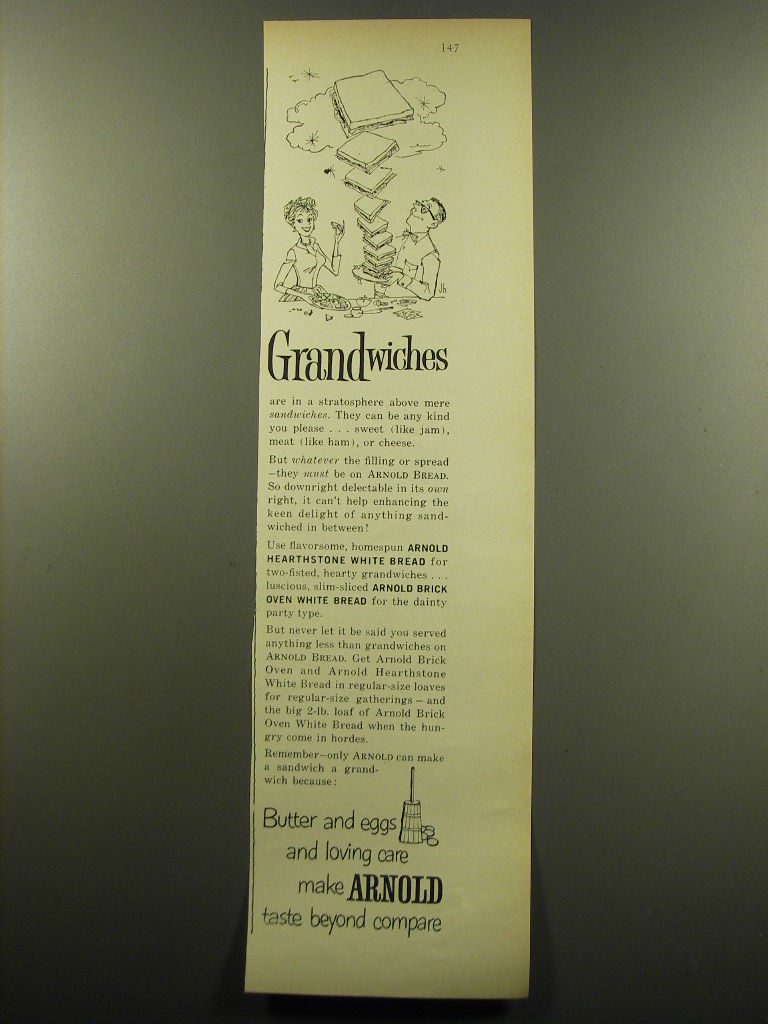 147
Grandwiches
are in a stratosphere above mere
sandwiches. They can be any kind
you please . . . sweet (like jam),
meat (like ham), or cheese.
But whatever the filling or spread
—they must be on ARNOLD BREAD.
So downright delectable in its own
right, it can't help enhancing the
keen delight of anything sand-
wiched in between!
Use flavorsome, homespun ARNOLD
HEARTHSTONE WHITE BREAD for
two-fisted, hearty grandwiches . . .
luscious, slim-sliced ARNOLD BRICK
OVEN WHITE BREAD for the dainty
party type.
But never let it be said you served
anything less than grandwiches on
ARNOLD BREAD. Get Arnold Brick
Oven and Arnold Hearthstone
White Bread in regular-size loaves
for regular-size gatherings — and
the big 2-lb. loaf of Arnold Brick
Oven White Bread when the hun-
gry come in hordes.
Remember—only ARNOLD can make
a sandwich a grand-
wich because:
Butter and eggs
and loving care
make ARNOLD
taste beyond compare